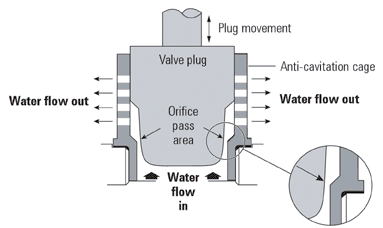 Plug movement
Valve plug
Anti-cavitation cage
Water flow out
Water flow out
Orifice
pass
area
Water
flow
in